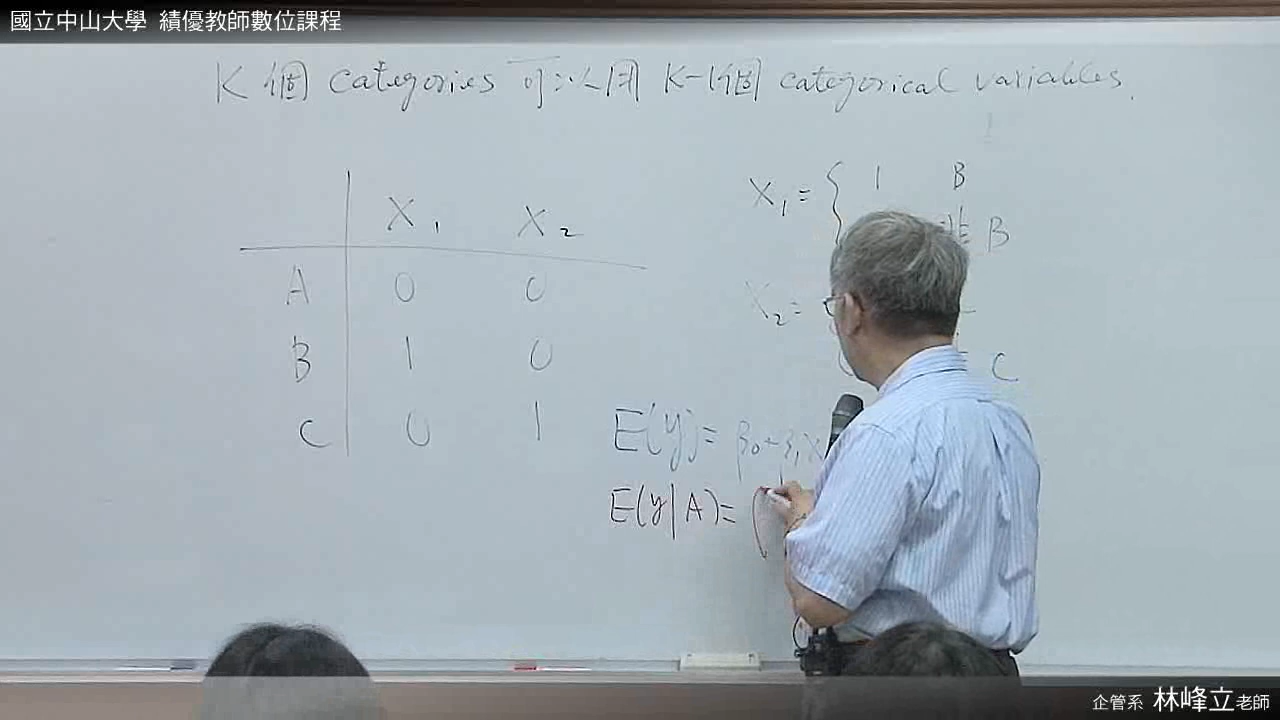 國立中山大學 績優教師數位課程
K 個 categories 可以用 K-1個 categorical variables.
X1 X2
A 0 0
B 1 0
C 0 1
X1 = { 1 B
非 B
X2 =
C
E(y) = β0 + β1 X
E(y|A) =
企管系 林峰立老師